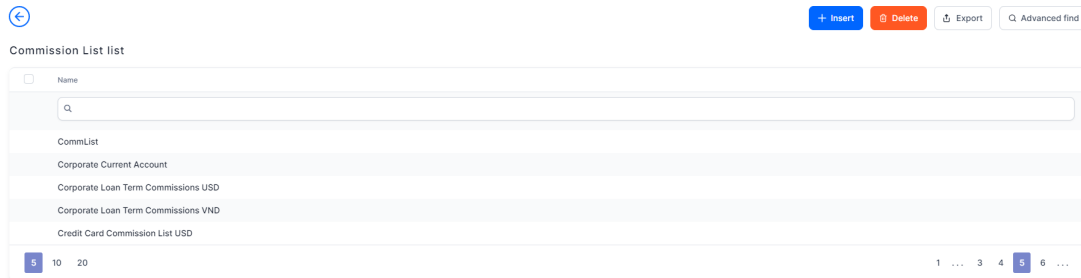 + Insert Delete Export Advanced find
Commission List list
Name
CommList
Corporate Current Account
Corporate Loan Term Commissions USD
Corporate Loan Term Commissions VND
Credit Card Commission List USD
5 10 20 1 ... 3 4 5 6 ...